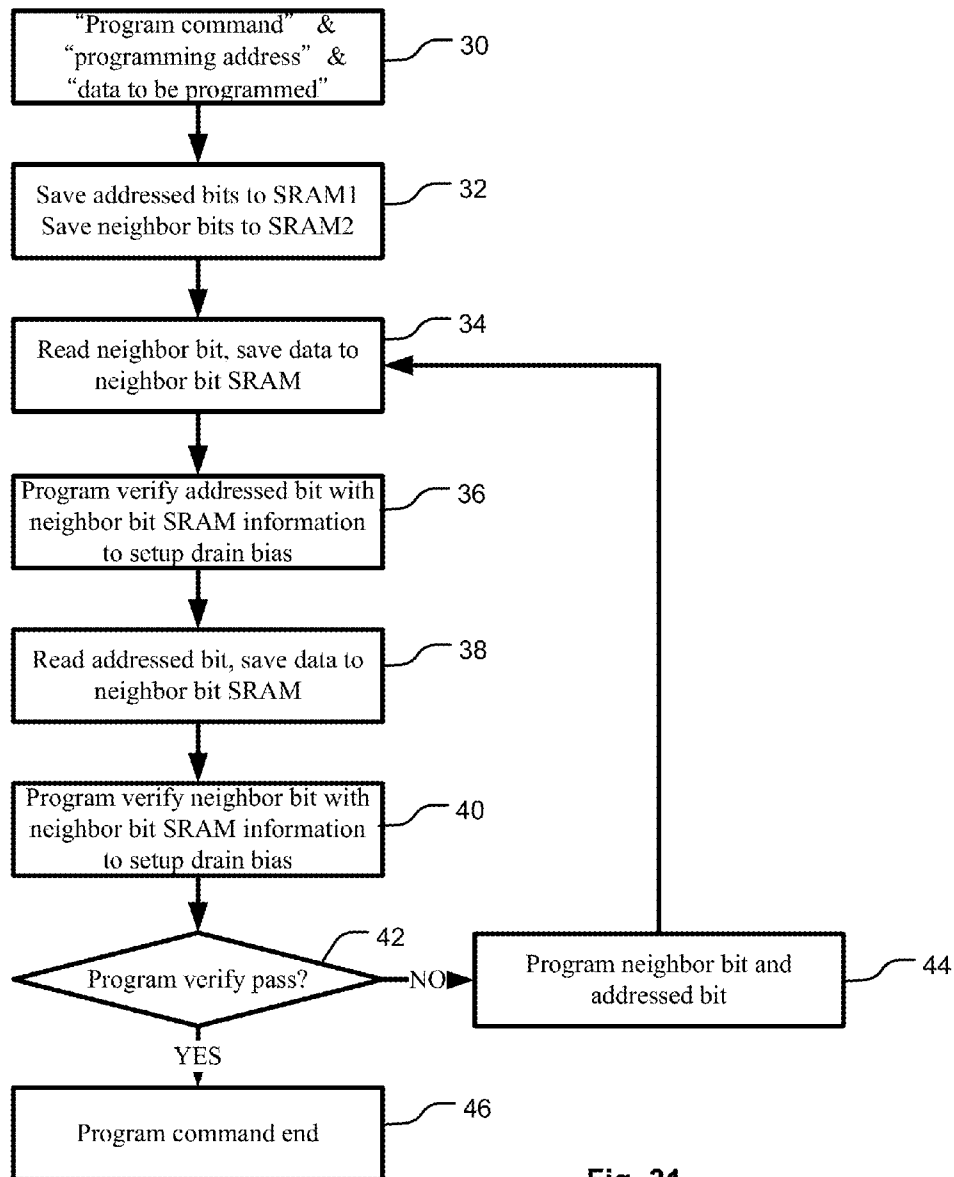 “Program command” &
“programming address” &
“data to be programmed”
30
Save addressed bits to SRAM1
Save neighbor bits to SRAM2
32
Read neighbor bit, save data to
neighbor bit SRAM
34
Program verify addressed bit with
neighbor bit SRAM information
to setup drain bias
36
Read addressed bit, save data to
neighbor bit SRAM
38
Program verify neighbor bit with
neighbor bit SRAM information
to setup drain bias
40
Program verify pass?
42
NO
Program neighbor bit and
addressed bit
44
YES
Program command end
46